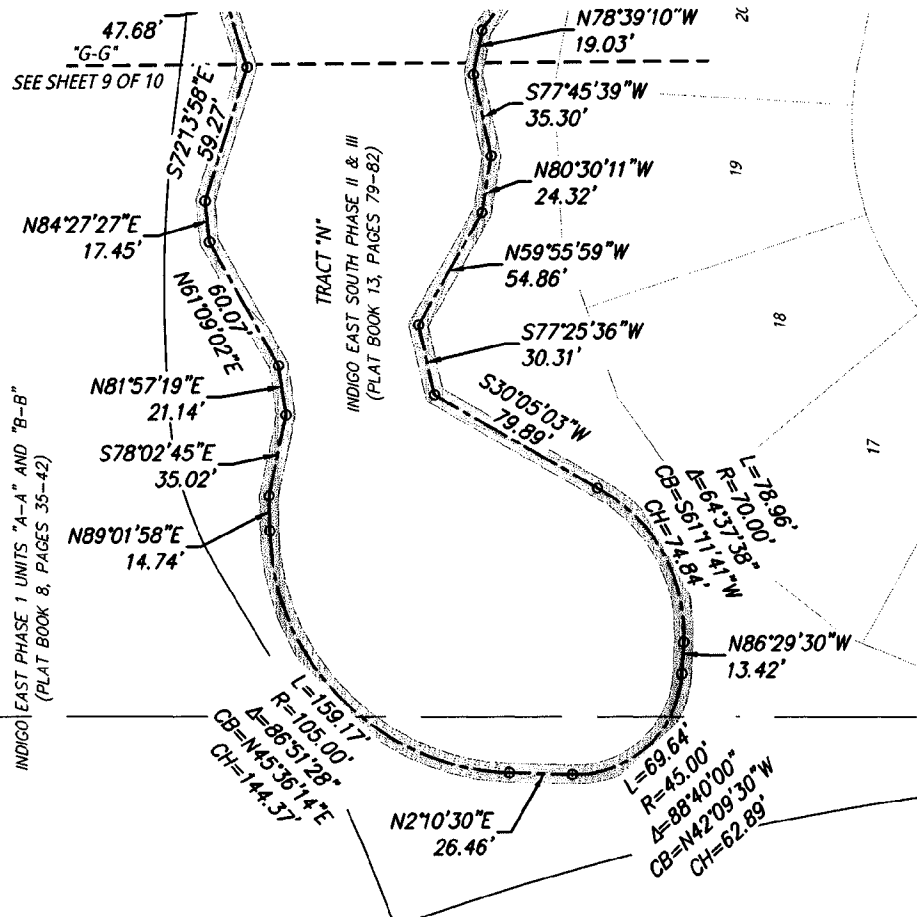 47.68'
"G-G"
SEE SHEET 9 OF 10
S72°13'58"E
59.27'
N84°27'27"E
17.45'
60.07'
N61°09'02"E
N81°57'19"E
21.14'
S78°02'45"E
35.02'
N89°01'58"E
14.74'
INDIGO EAST PHASE 1 UNITS "A-A" AND "B-B"
(PLAT BOOK 8, PAGES 35-42)
TRACT "N"
INDIGO EAST SOUTH PHASE II & III
(PLAT BOOK 13, PAGES 79-82)
N78°39'10"W
19.03'
S77°45'39"W
35.30'
N80°30'11"W
24.32'
N59°55'59"W
54.86'
S77°25'36"W
30.31'
S30°05'03"W
79.89'
L=78.96'
R=70.00'
Δ=64°37'38"
CB=S61°11'41"W
CH=74.84'
N86°29'30"W
13.42'
L=69.64'
R=45.00'
Δ=88°40'00"
CB=N42°09'30"W
CH=62.89'
N2°10'30"E
26.46'
L=159.17'
R=105.00'
Δ=86°51'28"
CB=N45°36'14"E
CH=144.37'
19
18
17